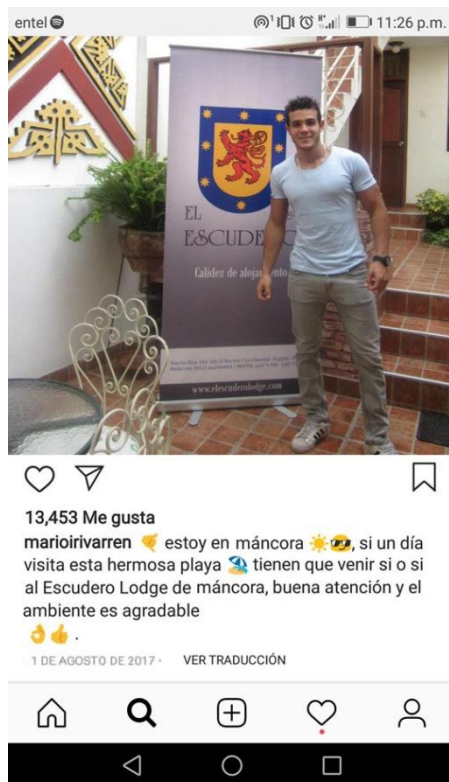 entel
11:26 p.m.
EL
ESCUDE
Calidez de alojamiento
www.elescuderolodge.com
13,453 Me gusta
marioirivarren 🤙 estoy en máncora ☀️😎, si un día
visita esta hermosa playa 🏖️ tienen que venir si o si
al Escudero Lodge de máncora, buena atención y el
ambiente es agradable
👌👍 .
1 DE AGOSTO DE 2017 · VER TRADUCCIÓN